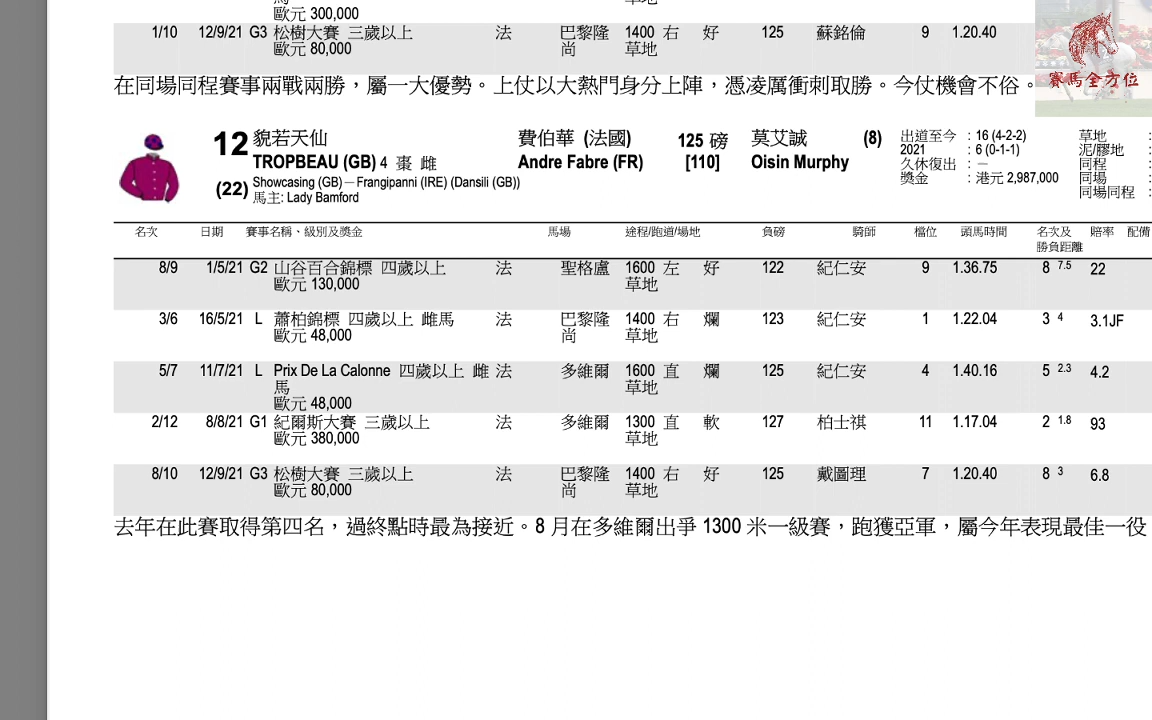 歐元 300,000
1/10 12/9/21 G3 松樹大賽 三歲以上 法 巴黎隆 1400 右 好 125 蘇銘倫 9 1.20.40
歐元 80,000 尚 草地
在同場同程賽事兩戰兩勝，屬一大優勢。上仗以大熱門身分上陣，憑凌厲衝刺取勝。今仗機會不俗。
賽馬全方位
12 貌若天仙 費伯華 (法國) 125 磅 莫艾誠 (8) 出道至今 : 16 (4-2-2) 草地 :
TROPBEAU (GB) 4 棗 雌 Andre Fabre (FR) [110] Oisin Murphy 2021 : 6 (0-1-1) 泥/膠地 :
久休復出 : － 同程 :
(22) Showcasing (GB)－Frangipanni (IRE) (Dansili (GB)) 獎金 : 港元 2,987,000 同場 :
馬主: Lady Bamford 同場同程 :
名次 日期 賽事名稱、級別及獎金 馬場 途程/跑道/場地 負磅 騎師 檔位 頭馬時間 名次及 賠率 配備
勝負距離
8/9 1/5/21 G2 山谷百合錦標 四歲以上 法 聖格盧 1600 左 好 122 紀仁安 9 1.36.75 8 7.5 22
歐元 130,000 草地
3/6 16/5/21 L 蕭柏錦標 四歲以上 雌馬 法 巴黎隆 1400 右 爛 123 紀仁安 1 1.22.04 3 4 3.1JF
歐元 48,000 尚 草地
5/7 11/7/21 L Prix De La Calonne 四歲以上 雌 法 多維爾 1600 直 爛 125 紀仁安 4 1.40.16 5 2.3 4.2
馬 草地
歐元 48,000
2/12 8/8/21 G1 紀爾斯大賽 三歲以上 法 多維爾 1300 直 軟 127 柏士祺 11 1.17.04 2 1.8 93
歐元 380,000 草地
8/10 12/9/21 G3 松樹大賽 三歲以上 法 巴黎隆 1400 右 好 125 戴圖理 7 1.20.40 8 3 6.8
歐元 80,000 尚 草地
去年在此賽取得第四名，過終點時最為接近。8 月在多維爾出爭 1300 米一級賽，跑獲亞軍，屬今年表現最佳一役